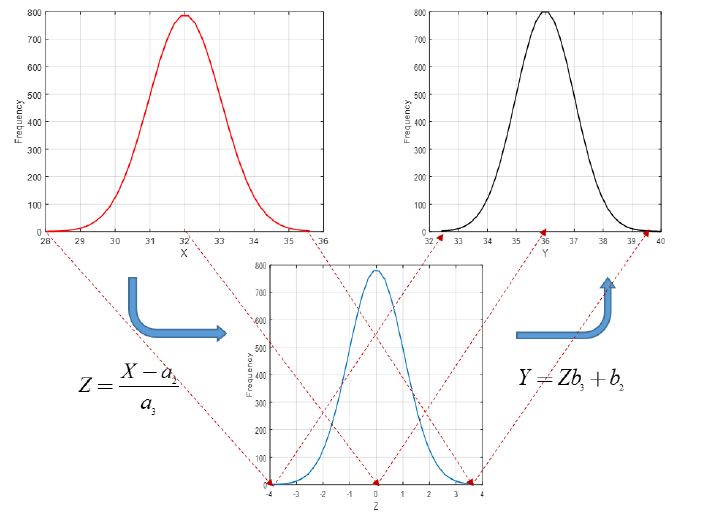 800
700
600
500
400
300
200
100
0
Frequency
28 29 30 31 32 33 34 35 36
X
800
700
600
500
400
300
200
100
0
Frequency
32 33 34 35 36 37 38 39 40
Y
800
700
600
500
400
300
200
100
0
Frequency
-4 -3 -2 -1 0 1 2 3 4
Z
Z = (X − a₂) / a₃
Y = Zb₃ + b₂